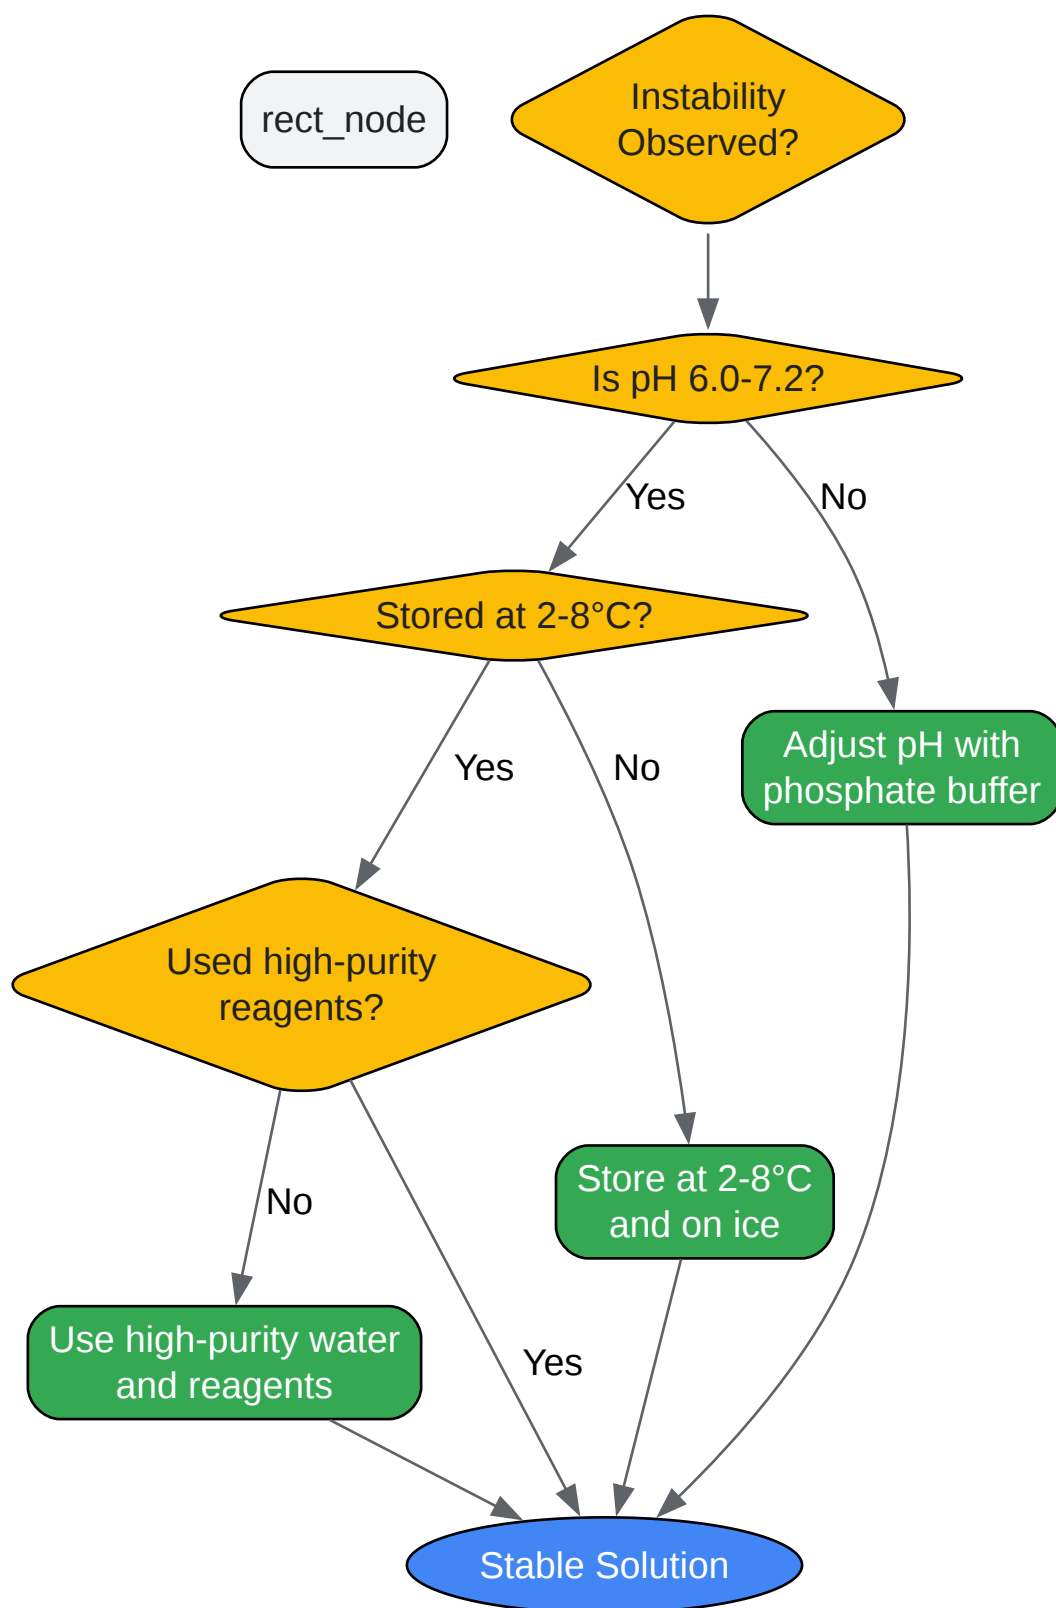 rect_node
Instability
Observed?
Is pH 6.0-7.2?
Yes
No
Stored at 2-8°C?
Adjust pH with
phosphate buffer
Yes
No
Used high-purity
reagents?
Store at 2-8°C
and on ice
No
Use high-purity water
and reagents
Yes
Stable Solution